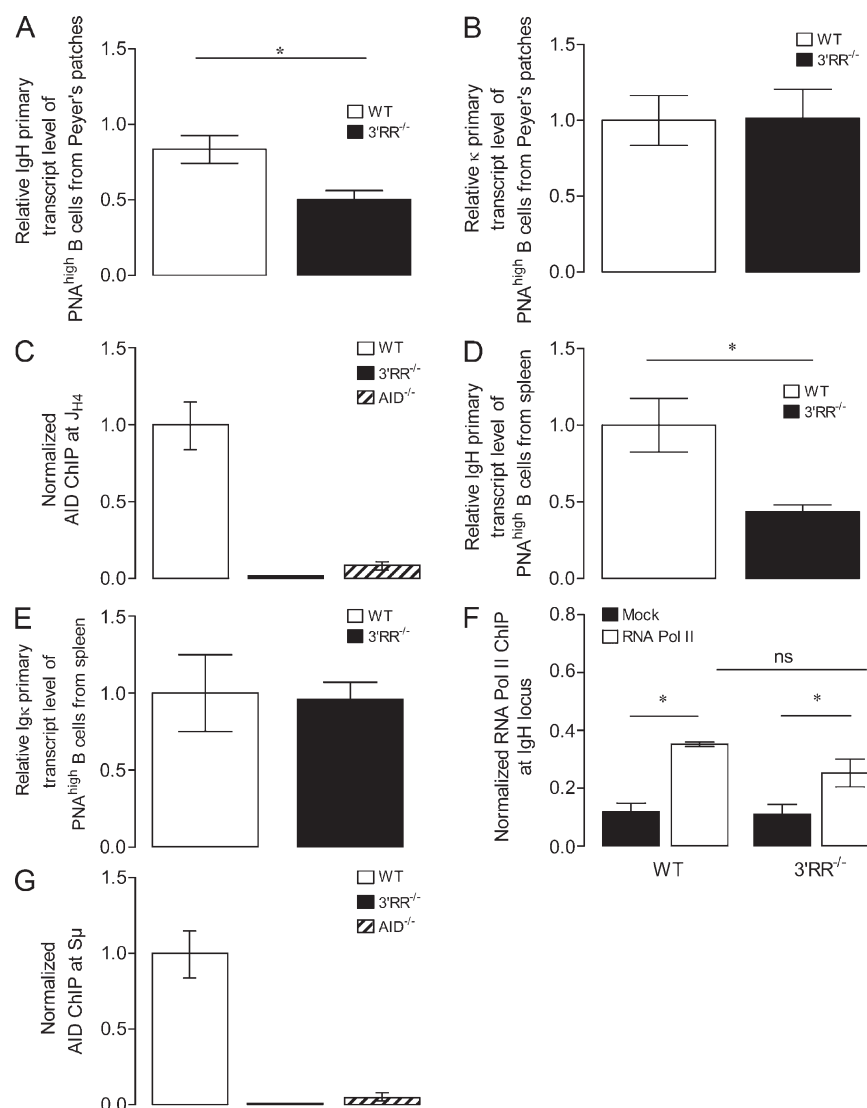 A
Relative IgH primary
transcript level of
PNA^high B cells from Peyer's patches
1.5
1.0
0.5
0.0
*
WT
3'RR-/-
B
Relative κ primary
transcript level of
PNA^high B cells from Peyer's patches
1.5
1.0
0.5
0.0
WT
3'RR-/-
C
Normalized
AID ChIP at JH4
1.5
1.0
0.5
0.0
WT
3'RR-/-
AID-/-
D
Relative IgH primary
transcript level of
PNA^high B cells from spleen
1.5
1.0
0.5
0.0
*
WT
3'RR-/-
E
Relative Igκ primary
transcript level of
PNA^high B cells from spleen
1.5
1.0
0.5
0.0
WT
3'RR-/-
F
Normalized RNA Pol II ChIP
at IgH locus
0.8
0.6
0.4
0.2
0.0
Mock
RNA Pol II
ns
*
*
WT
3'RR-/-
G
Normalized
AID ChIP at Sμ
1.5
1.0
0.5
0.0
WT
3'RR-/-
AID-/-